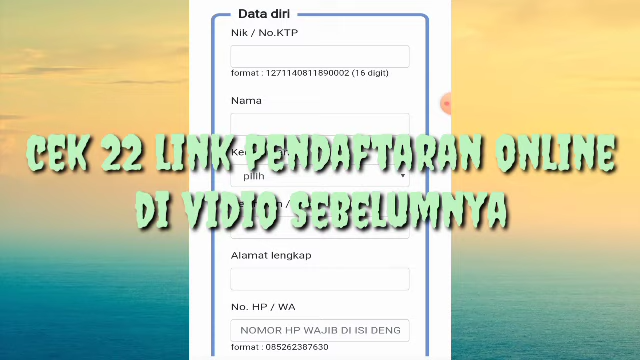 Data diri
Nik / No.KTP
format : 1271140811890002 (16 digit)
Nama
CEK 22 LINK PENDAFTARAN ONLINE
pilih
DI VIDIO SEBELUMNYA
Alamat lengkap
No. HP / WA
NOMOR HP WAJIB DI ISI DENG
format : 085262387630